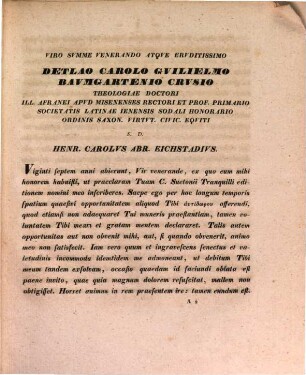 VIRO SVMME VENERANDO ATQVE ERVDITISSIMO
DETLAO CAROLO GVILIELMO
BAVMGARTENIO CRVSIO
THEOLOGIAE DOCTORI
ILL. AFRANEI APVD MISENENSES RECTORI ET PROF. PRIMARIO
SOCIETATIS LATINAE IENENSIS SODALI HONORARIO
ORDINIS SAXON. VIRTVT. CIVIC. EQVITI
S. D.
HENR. CAROLVS ABR. EICHSTADIVS.
Viginti septem anni abierunt, Vir venerande, ex quo eum mihi
honorem habuisti, ut praeclaram Tuam C. Suetonii Tranquilli edi-
tionem nomini meo inscriberes. Saepe ego per hoc longum temporis
spatium quaesivi opportunitatem aliquod Tibi ἀντίδωρον offerendi,
quod etiamsi non adaequaret Tui muneris praestantiam, tamen vo-
luntatem Tibi meam et gratam mentem declararet. Talis autem
opportunitas aut non obvenit mihi, aut, si quando obvenerit, animo
meo non satisfecit. Iam vero quum et ingravescens senectus et va-
letudinis incommoda identidem me admoneant, ut debitum Tibi
meum tandem exsolvam, occasio quaedam id faciundi oblata est
paene invito, quae quia magnum dolorem resuscitat, mallem non
obtigisset. Horret animus in rem praesentem ire: tamen eundum est.
A 2